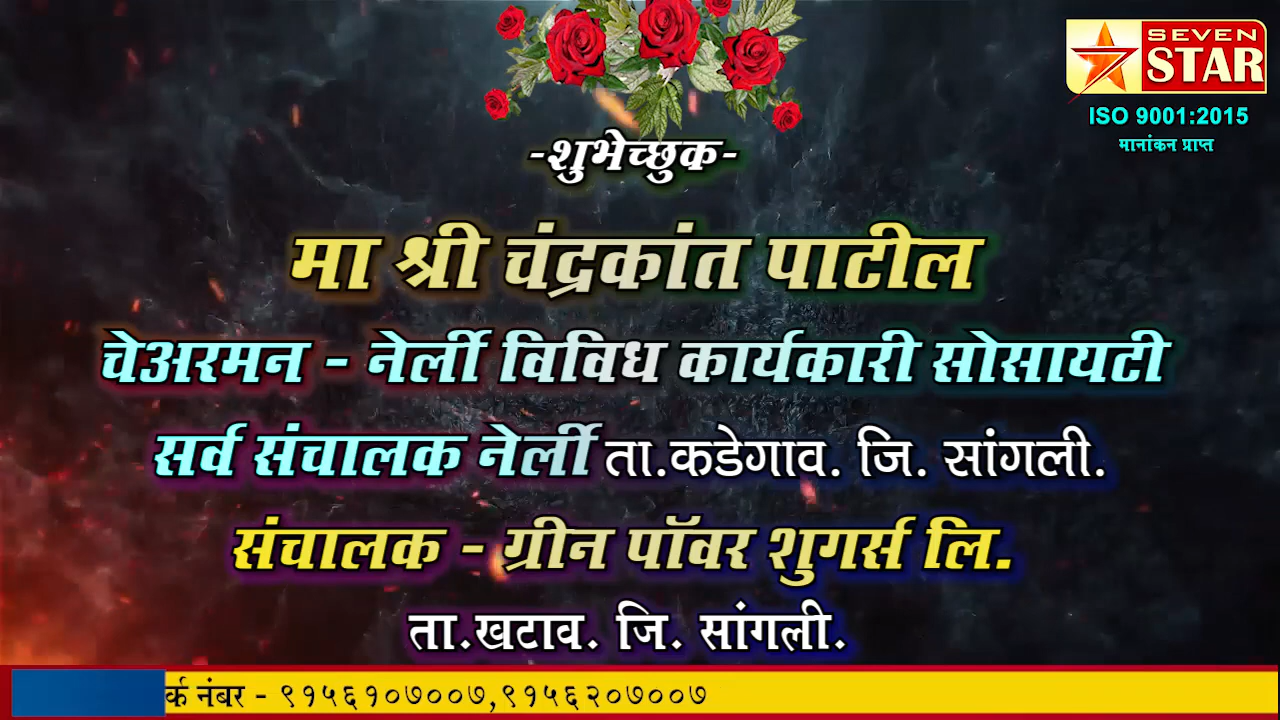 SEVEN
STAR
ISO 9001:2015
मानांकन प्राप्त
-शुभेच्छुक-
मा श्री चंद्रकांत पाटील
चेअरमन - नेर्ली विविध कार्यकारी सोसायटी
सर्व संचालक नेर्ली ता.कडेगाव. जि. सांगली.
संचालक - ग्रीन पॉवर शुगर्स लि.
ता.खटाव. जि. सांगली.
र्क नंबर - ९१५६१०७००७,९१५६२०७००७